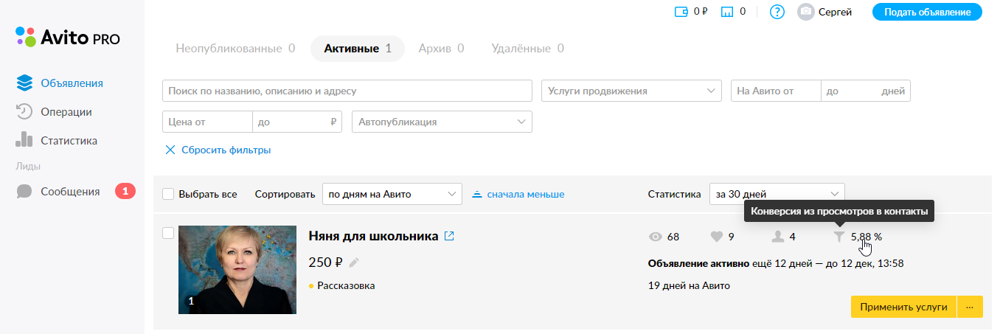 0 ₽ 0 ? Сергей Подать объявление
Avito PRO
Неопубликованные 0 Активные 1 Архив 0 Удалённые 0
Объявления
Поиск по названию, описанию и адресу Услуги продвижения На Авито от до дней
Операции
Цена от до ₽ Автопубликация
Статистика
Сбросить фильтры
Лиды
Сообщения 1
Выбрать все Сортировать по дням на Авито сначала меньше Статистика за 30 дней
Конверсия из просмотров в контакты
Няня для школьника 68 9 4 5,88 %
250 ₽ Объявление активно ещё 12 дней — до 12 дек, 13:58
Рассказовка 19 дней на Авито
1
Применить услуги ...